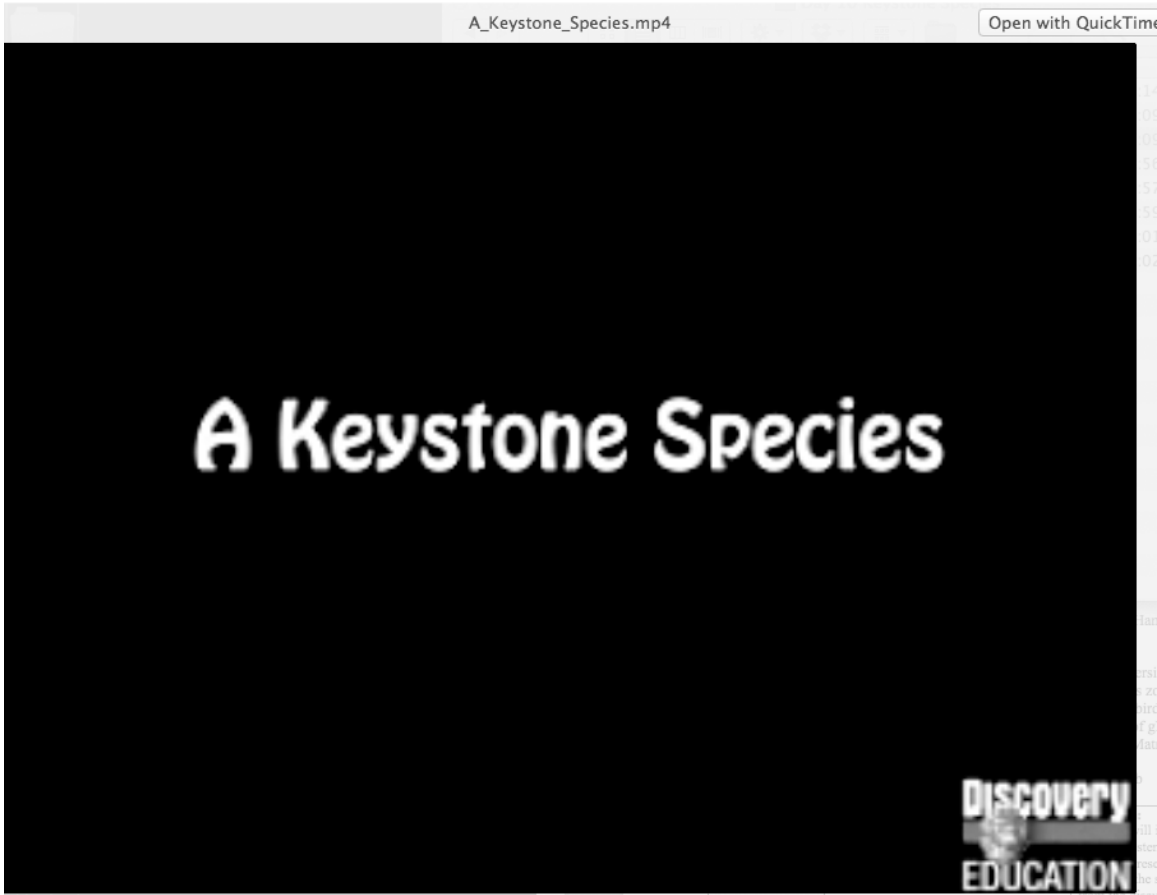 A_Keystone_Species.mp4
Open with QuickTime
A Keystone Species
Discovery
EDUCATION